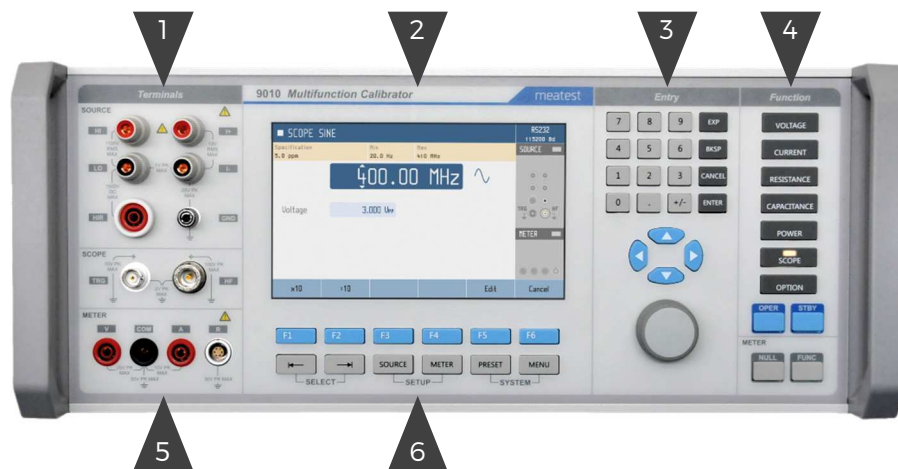 1
2
3
4
Terminals
9010 Multifunction Calibrator
meatest
Entry
Function
SOURCE
HI
H
LO
L
HIR
GND
SCOPE
TRG
HF
METER
V
COM
A
R
SCOPE SINE
RS232
115200 Bd
Specification
5.0 ppm
Min
20.0 Hz
Max
400.00 MHz
SOURCE
Voltage
3.000 Vpp
METER
x10
:10
Edit
Cancel
F1
F2
F3
F4
F5
F6
SOURCE
METER
PRESET
MENU
SELECT
SETUP
SYSTEM
7
8
9
EXP
4
5
6
BKSP
1
2
3
CANCEL
0
.
+/-
ENTER
VOLTAGE
CURRENT
RESISTANCE
CAPACITANCE
POWER
SCOPE
OPTION
OPER
STBY
METER
NULL
FUNC
5
6